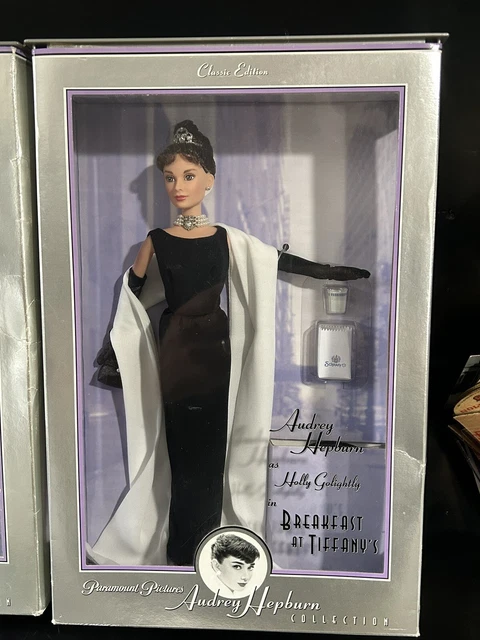 Classic Edition
Audrey
Hepburn
as
Holly Golightly
in
BREAKFAST
AT TIFFANY'S
Paramount Pictures
Audrey Hepburn
COLLECTION